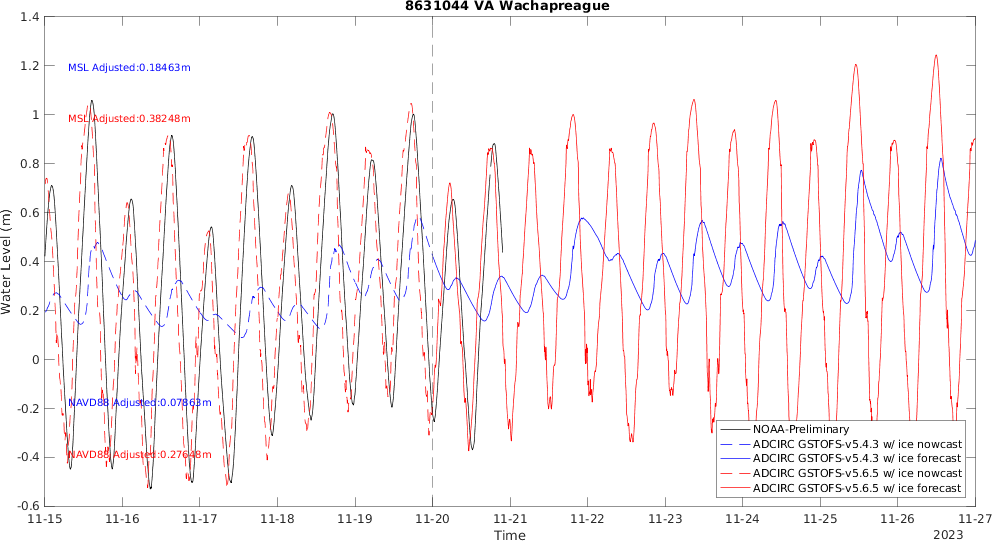 8631044 VA Wachapreague
1.4
1.2
1
0.8
0.6
0.4
0.2
0
-0.2
-0.4
-0.6
Water Level (m)
MSL Adjusted:0.18463m
MSL Adjusted:0.38248m
NAVD88 Adjusted:0.07863m
NAVD88 Adjusted:0.27648m
NOAA-Preliminary
ADCIRC GSTOFS-v5.4.3 w/ ice nowcast
ADCIRC GSTOFS-v5.4.3 w/ ice forecast
ADCIRC GSTOFS-v5.6.5 w/ ice nowcast
ADCIRC GSTOFS-v5.6.5 w/ ice forecast
11-15 11-16 11-17 11-18 11-19 11-20 11-21 11-22 11-23 11-24 11-25 11-26 11-27
Time
2023